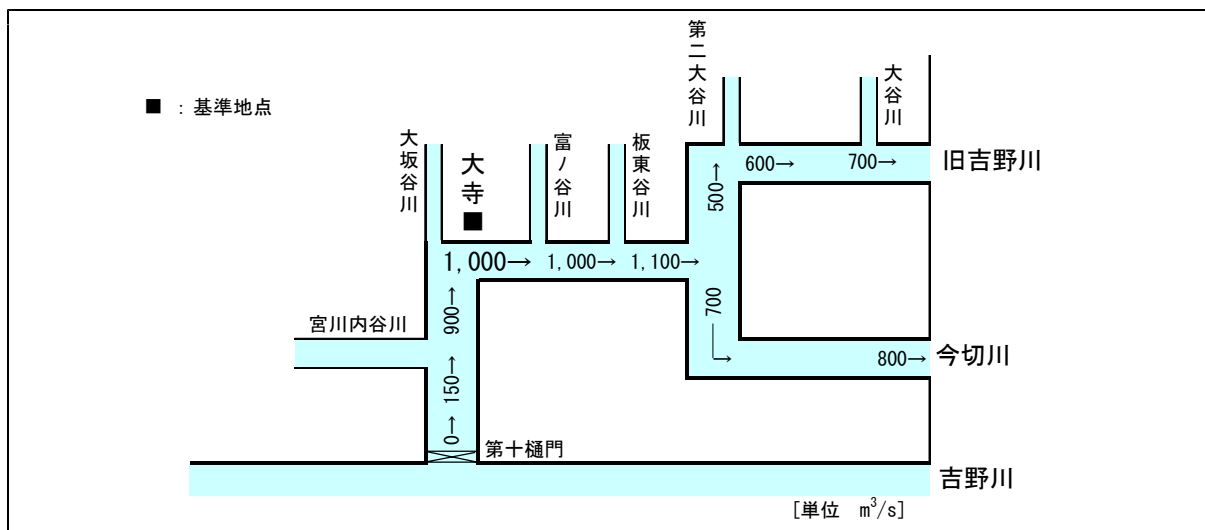 ■ : 基準地点
大坂谷川
大寺
■
富ノ谷川
板東谷川
第二大谷川
大谷川
600→
700→
旧吉野川
500→
1,000→
1,000→
1,100→
900→
700
→
宮川内谷川
150→
800→
今切川
0→
第十樋門
吉野川
[単位 m³/s]